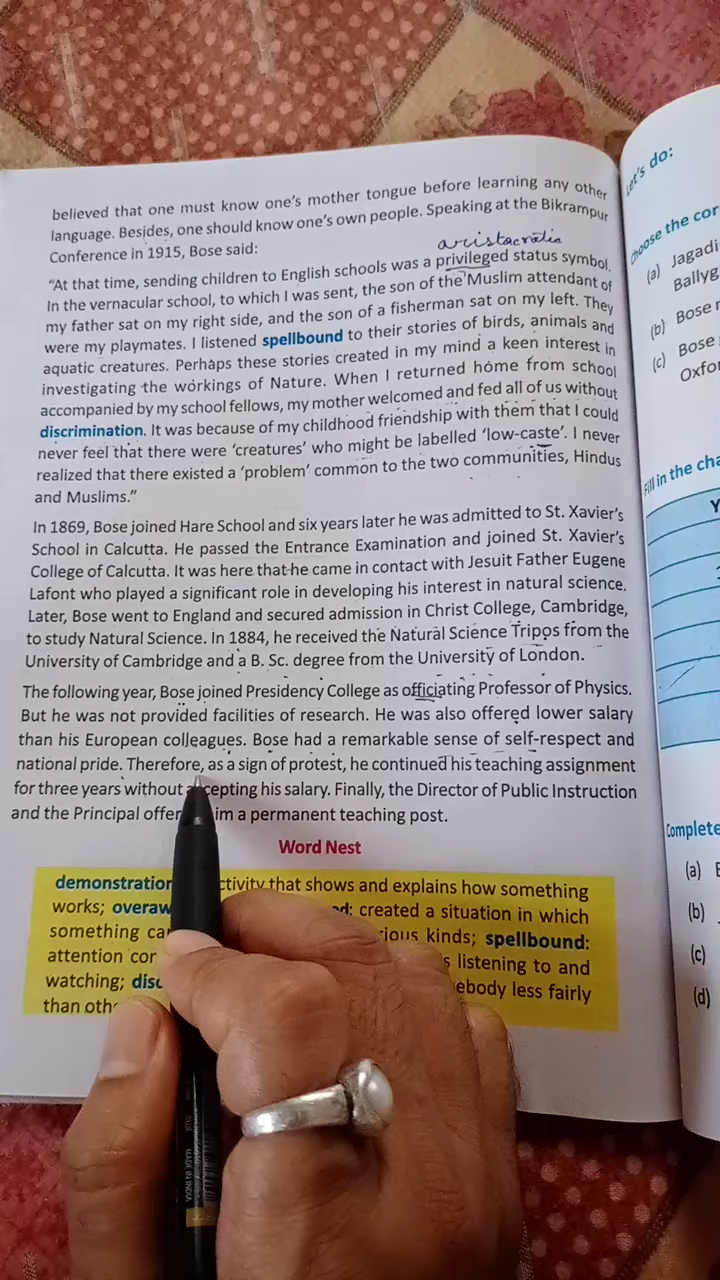 believed that one must know one's mother tongue before learning any other
language. Besides, one should know one's own people. Speaking at the Bikrampur
Conference in 1915, Bose said:
aristocratic
"At that time, sending children to English schools was a privileged status symbol.
In the vernacular school, to which I was sent, the son of the Muslim attendant of
my father sat on my right side, and the son of a fisherman sat on my left. They
were my playmates. I listened spellbound to their stories of birds, animals and
aquatic creatures. Perhaps these stories created in my mind a keen interest in
investigating the workings of Nature. When I returned home from school
accompanied by my school fellows, my mother welcomed and fed all of us without
discrimination. It was because of my childhood friendship with them that I could
never feel that there were 'creatures' who might be labelled 'low-caste'. I never
realized that there existed a 'problem' common to the two communities, Hindus
and Muslims."
In 1869, Bose joined Hare School and six years later he was admitted to St. Xavier's
School in Calcutta. He passed the Entrance Examination and joined St. Xavier's
College of Calcutta. It was here that he came in contact with Jesuit Father Eugene
Lafont who played a significant role in developing his interest in natural science.
Later, Bose went to England and secured admission in Christ College, Cambridge,
to study Natural Science. In 1884, he received the Natural Science Tripos from the
University of Cambridge and a B. Sc. degree from the University of London.
The following year, Bose joined Presidency College as officiating Professor of Physics.
But he was not provided facilities of research. He was also offered lower salary
than his European colleagues. Bose had a remarkable sense of self-respect and
national pride. Therefore, as a sign of protest, he continued his teaching assignment
for three years without accepting his salary. Finally, the Director of Public Instruction
and the Principal offer im a permanent teaching post.
Word Nest
demonstration ctivity that shows and explains how something
works; overaw ed: created a situation in which
something ca rious kinds; spellbound:
attention con s listening to and
watching; disc ebody less fairly
than oth
MADE IN INDIA
Let's do:
Choose the cor
(a) Jagadi
Ballyg
(b) Bose
(c) Bose
Oxfo
Fill in the cha
Y
Complete
(a)
(b)
(c)
(d)